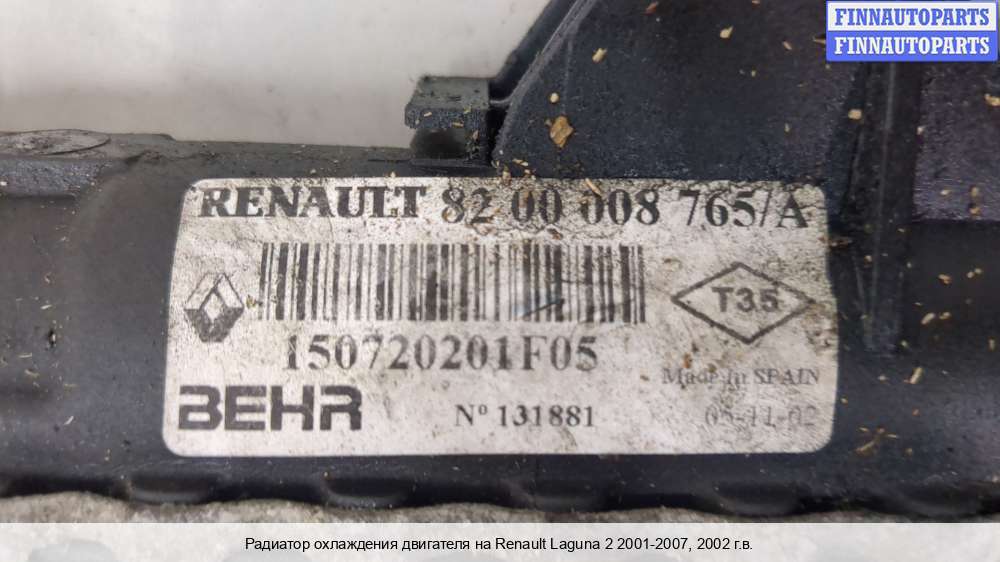 FINNAUTOPARTS
FINNAUTOPARTS
RENAULT 82 00 008 765/A
T35
150720201F05
Made in SPAIN
BEHR Nº 131881 05-11-02
Радиатор охлаждения двигателя на Renault Laguna 2 2001-2007, 2002 г.в.